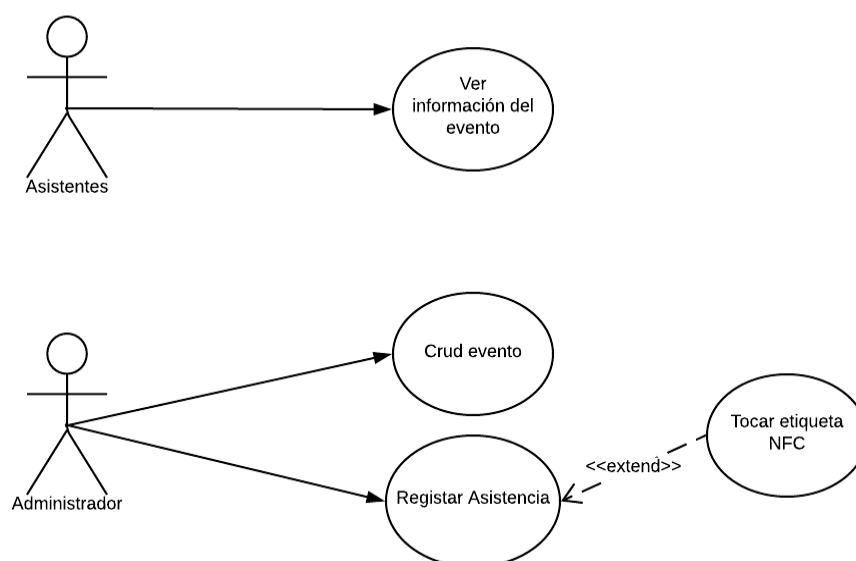 Ver
información del
evento
Asistentes
Crud evento
Tocar etiqueta
NFC
<<extend>>
Registar Asistencia
Administrador